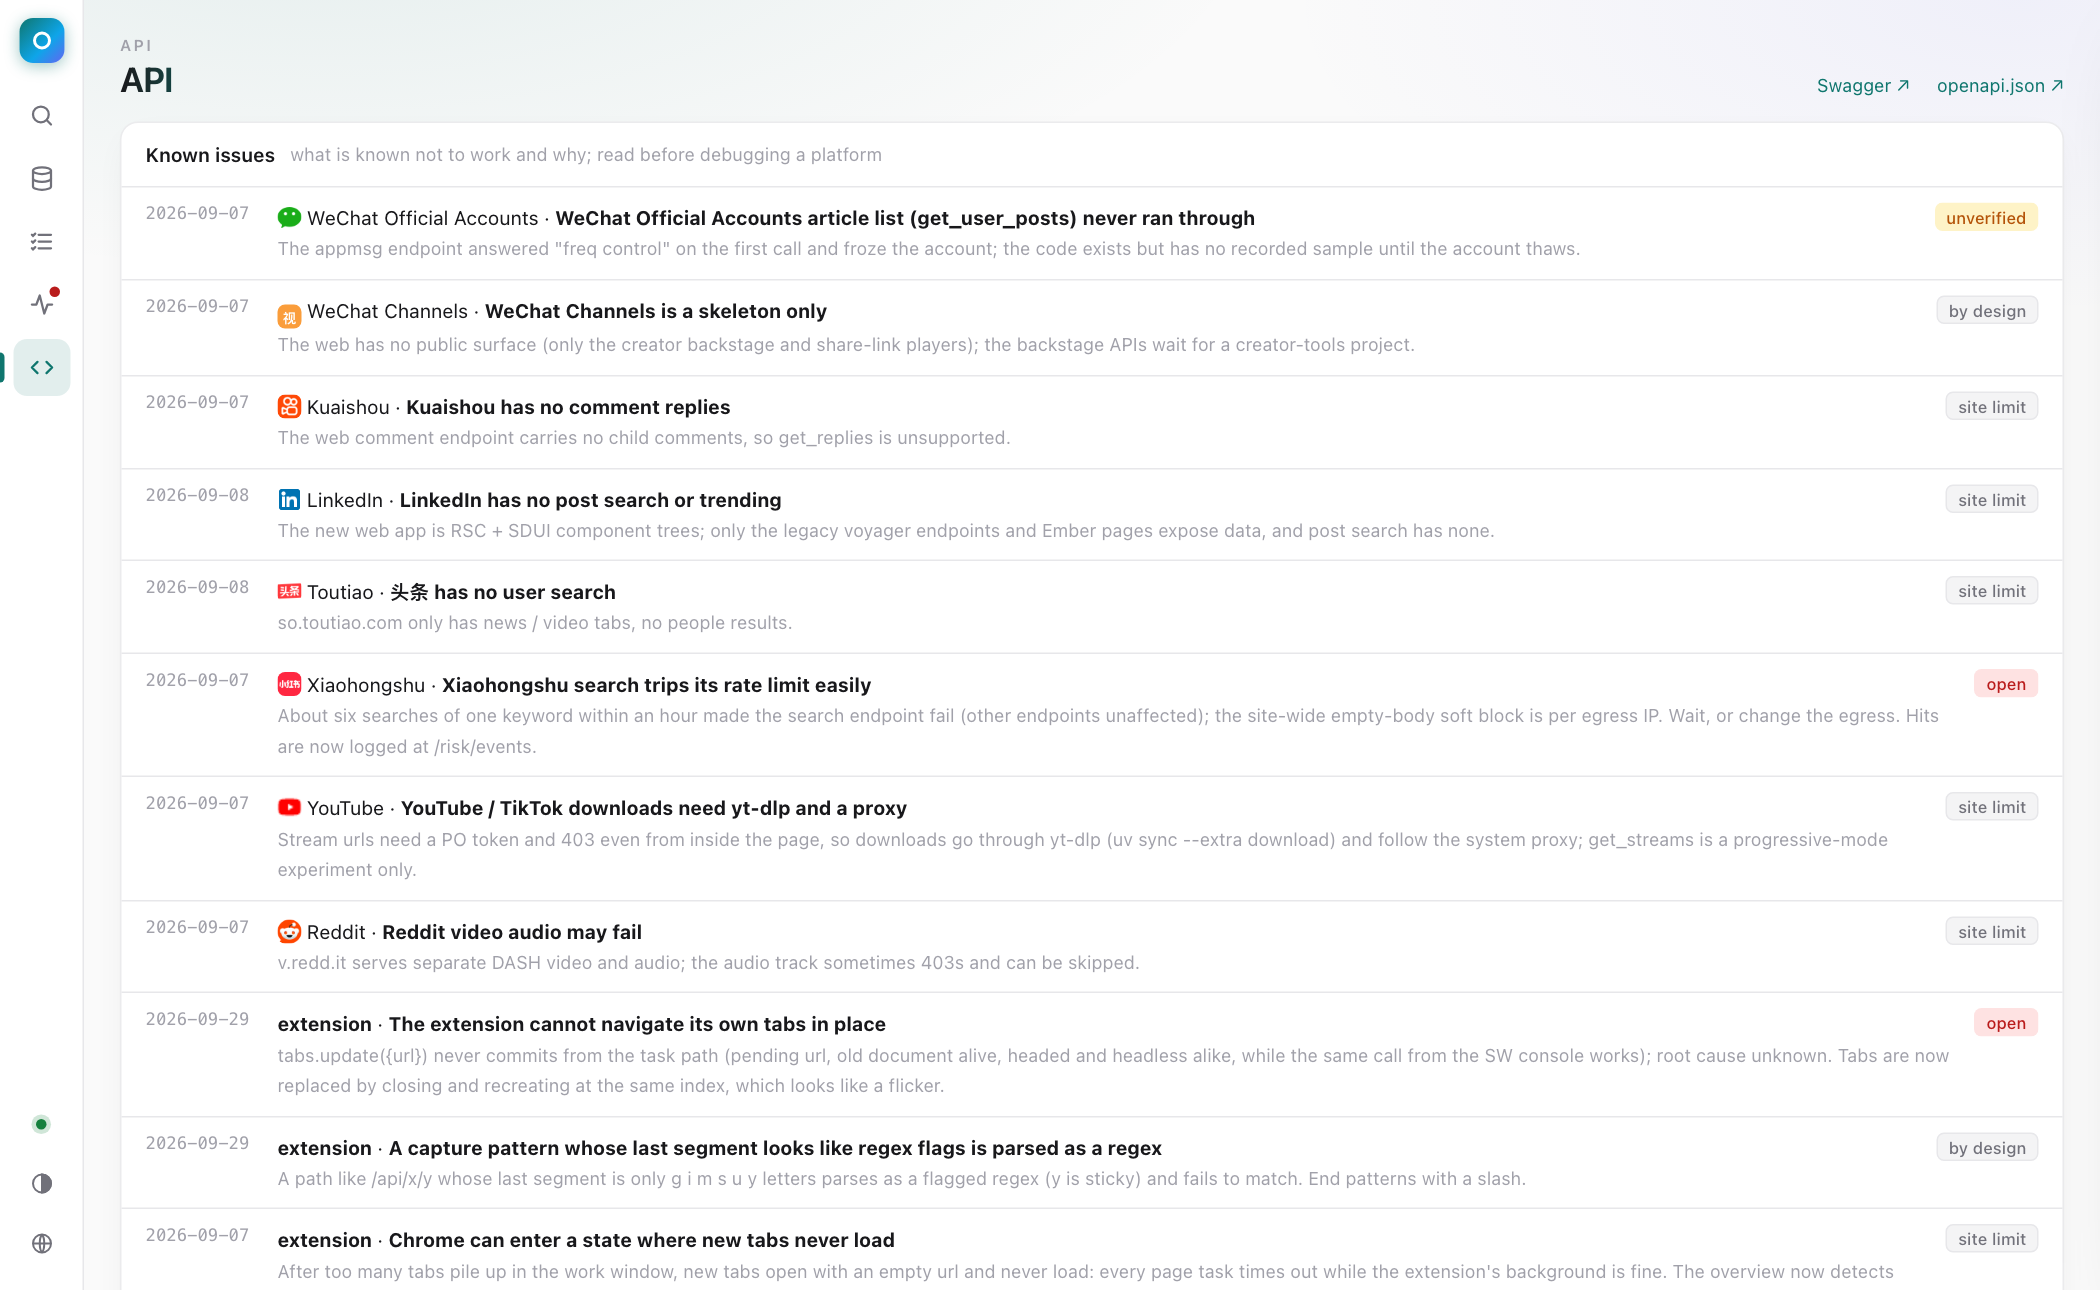 API
API
Swagger ↗ openapi.json ↗
Known issues what is known not to work and why; read before debugging a platform
2026-09-07 WeChat Official Accounts · WeChat Official Accounts article list (get_user_posts) never ran through unverified
The appmsg endpoint answered "freq control" on the first call and froze the account; the code exists but has no recorded sample until the account thaws.
2026-09-07 视 WeChat Channels · WeChat Channels is a skeleton only by design
The web has no public surface (only the creator backstage and share-link players); the backstage APIs wait for a creator-tools project.
2026-09-07 Kuaishou · Kuaishou has no comment replies site limit
The web comment endpoint carries no child comments, so get_replies is unsupported.
2026-09-08 in LinkedIn · LinkedIn has no post search or trending site limit
The new web app is RSC + SDUI component trees; only the legacy voyager endpoints and Ember pages expose data, and post search has none.
2026-09-08 头条 Toutiao · 头条 has no user search site limit
so.toutiao.com only has news / video tabs, no people results.
2026-09-07 小红书 Xiaohongshu · Xiaohongshu search trips its rate limit easily open
About six searches of one keyword within an hour made the search endpoint fail (other endpoints unaffected); the site-wide empty-body soft block is per egress IP. Wait, or change the egress. Hits
are now logged at /risk/events.
2026-09-07 YouTube · YouTube / TikTok downloads need yt-dlp and a proxy site limit
Stream urls need a PO token and 403 even from inside the page, so downloads go through yt-dlp (uv sync --extra download) and follow the system proxy; get_streams is a progressive-mode
experiment only.
2026-09-07 Reddit · Reddit video audio may fail site limit
v.redd.it serves separate DASH video and audio; the audio track sometimes 403s and can be skipped.
2026-09-29 extension · The extension cannot navigate its own tabs in place open
tabs.update({url}) never commits from the task path (pending url, old document alive, headed and headless alike, while the same call from the SW console works); root cause unknown. Tabs are now
replaced by closing and recreating at the same index, which looks like a flicker.
2026-09-29 extension · A capture pattern whose last segment looks like regex flags is parsed as a regex by design
A path like /api/x/y whose last segment is only g i m s u y letters parses as a flagged regex (y is sticky) and fails to match. End patterns with a slash.
2026-09-07 extension · Chrome can enter a state where new tabs never load site limit
After too many tabs pile up in the work window, new tabs open with an empty url and never load: every page task times out while the extension's background is fine. The overview now detects